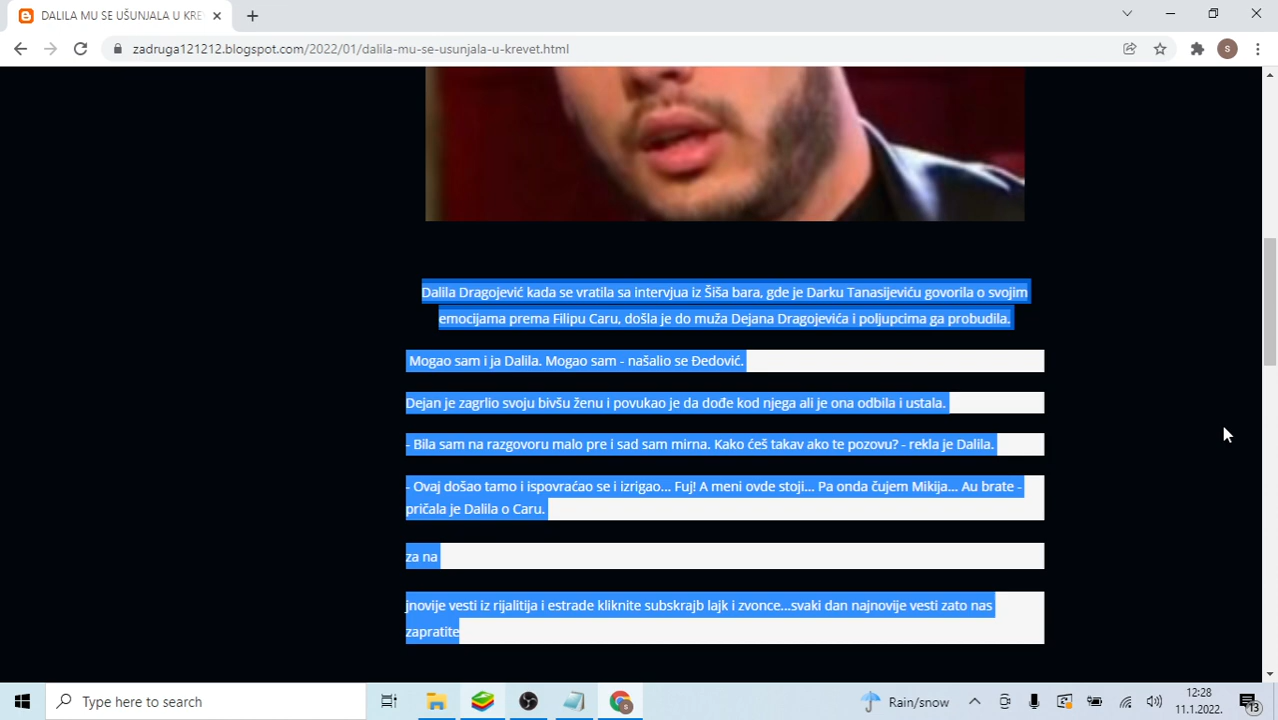 DALILA MU SE UŠUNJALA U KRE
zadruga121212.blogspot.com/2022/01/dalila-mu-se-usunjala-u-krevet.html
S
Dalila Dragojević kada se vratila sa intervjua iz Šiša bara, gde je Darku Tanasijeviću govorila o svojim
emocijama prema Filipu Caru, došla je do muža Dejana Dragojevića i poljupcima ga probudila.
Mogao sam i ja Dalila. Mogao sam - našalio se Đedović.
Dejan je zagrlio svoju bivšu ženu i povukao je da dođe kod njega ali je ona odbila i ustala.
- Bila sam na razgovoru malo pre i sad sam mirna. Kako ćeš takav ako te pozovu? - rekla je Dalila.
- Ovaj došao tamo i ispovraćao se i izrigao... Fuj! A meni ovde stoji... Pa onda čujem Mikija... Au brate -
pričala je Dalila o Caru.
za na
jnovije vesti iz rijalitija i estrade kliknite subskrajb lajk i zvonce...svaki dan najnovije vesti zato nas
zapratite
Type here to search
Rain/snow
12:28
11.1.2022.
13